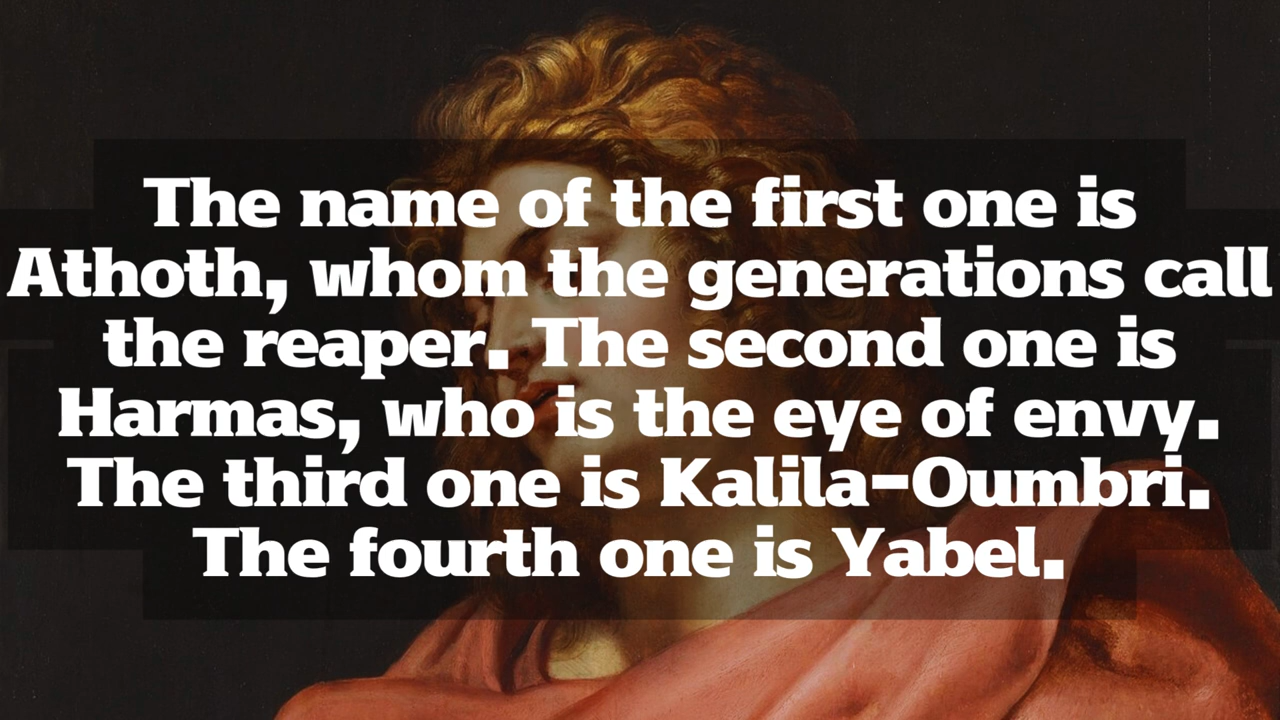 The name of the first one is
Athoth, whom the generations call
the reaper. The second one is
Harmas, who is the eye of envy.
The third one is Kalila-Oumbri.
The fourth one is Yabel.